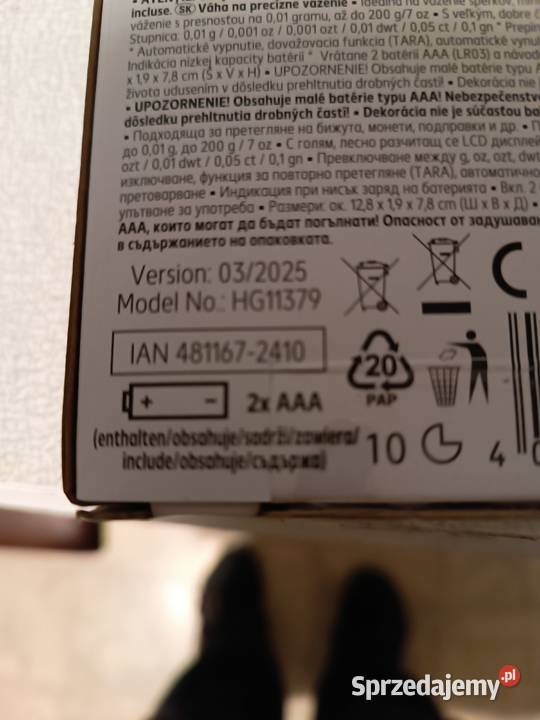 incluse. SK Váha na precízne váženie • Ideálna na váženie šperkov,
váženie s presnosťou na 0,01 gramu, až do 200 g/7 oz • S veľkým, dobre
Stupnica: 0,01 g / 0,001 oz / 0,001 ozt / 0,01 dwt / 0,05 ct / 0,1 gn •
• Automatické vypnutie, dovažovacia funkcia (TARA), automatické
Indikácia nízkej kapacity batérií • Vrátane 2 batérií AAA (LR03) a
x 1,9 x 7,8 cm (Š x V x H) • UPOZORNENIE! Obsahuje malé batérie typu
života udusením v dôsledku prehltnutia drobných častí! • Dekorácia nie
• UPOZORNENIE! Obsahuje malé batérie typu AAA! Nebezpečenstvo
dôsledku prehltnutia drobných častí! • Dekorácia nie je súčasťou
• Подходяща за претегляне на бижута, монети, подправки и др. •
до 0,01 g, до 200 g / 7 oz • С голям, лесно разчитащ се LCD дисплей
ozt / 0,01 dwt / 0,05 ct / 0,1 gn • Превключване между g, oz, ozt,
изключване, функция за повторно претегляне (TARA),
претоварване • Индикация при нисък заряд на батерията • Вкл. 2
упътване за употреба • Размери: ок. 12,8 x 1,9 x 7,8 cm (Ш x В x Д) •
ААА, които могат да бъдат погълнати! Опасност от
в съдържанието на опаковката.
Version: 03/2025
Model No.: HG11379
IAN 481167-2410
+ −
2x AAA
(enthalten/obsahuje/sadrži/zawiera/
include/obsahuje/съдържа)
20
PAP
10
4
Sprzedajemy.pl